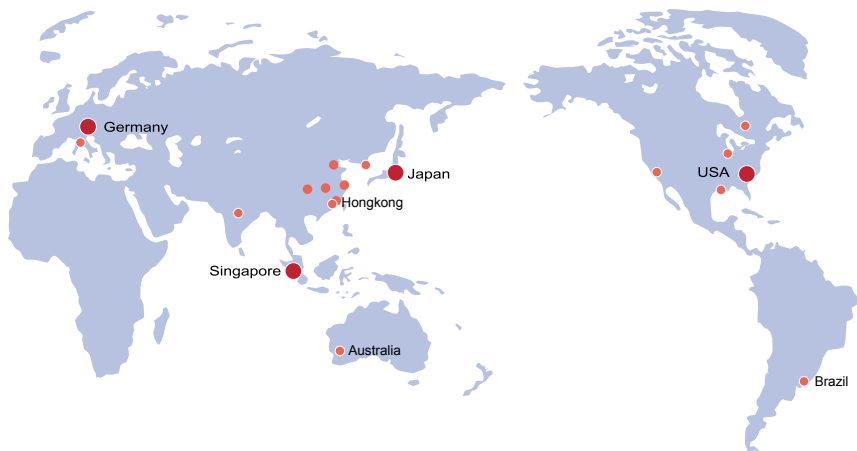 Germany
Japan
USA
Hongkong
Singapore
Australia
Brazil